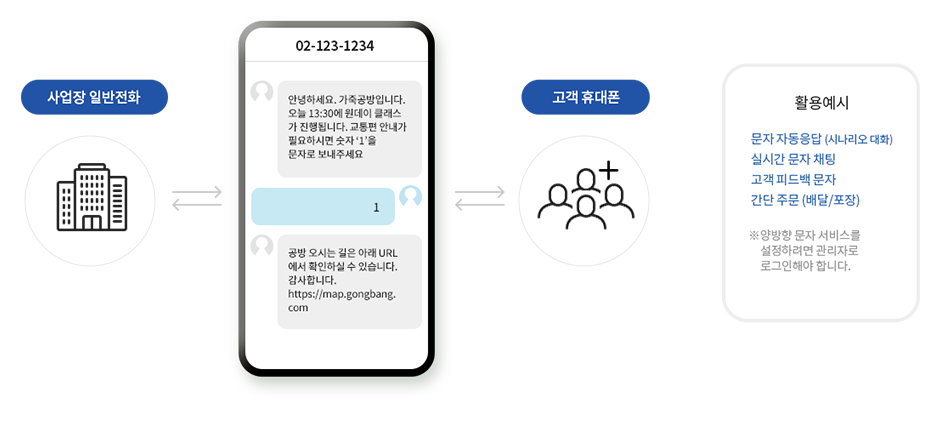 사업장 일반전화
02-123-1234
안녕하세요. 가죽공방입니다.
오늘 13:30에 원데이 클래스
가 진행됩니다. 교통편 안내가
필요하시면 숫자 ‘1’을
문자로 보내주세요
1
공방 오시는 길은 아래 URL
에서 확인하실 수 있습니다.
감사합니다.
https://map.gongbang.
com
고객 휴대폰
활용예시
문자 자동응답 (시나리오 대화)
실시간 문자 채팅
고객 피드백 문자
간단 주문 (배달/포장)
※양방향 문자 서비스를
설정하려면 관리자로
로그인해야 합니다.